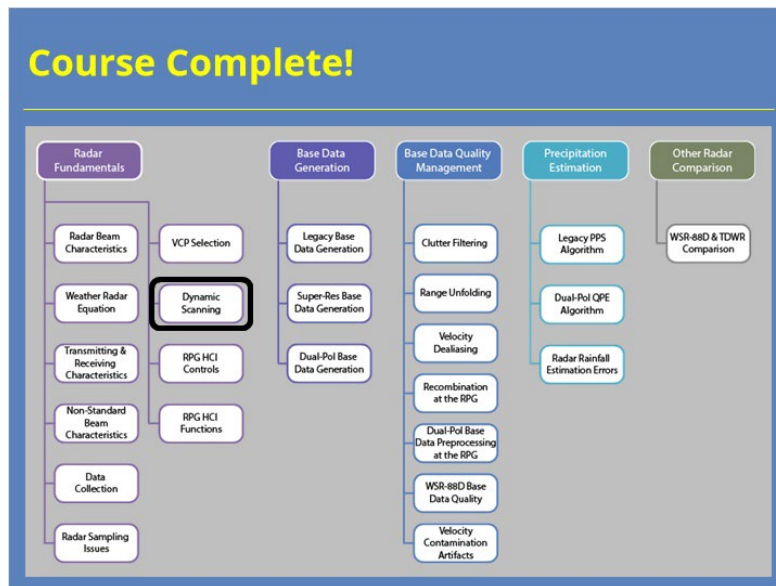 Course Complete!
Radar
Fundamentals
Base Data
Generation
Base Data Quality
Management
Precipitation
Estimation
Other Radar
Comparison
Radar Beam
Characteristics
Weather Radar
Equation
Transmitting &
Receiving
Characteristics
Non-Standard
Beam
Characteristics
Data
Collection
Radar Sampling
Issues
VCP Selection
Dynamic
Scanning
RPG HCI
Controls
RPG HCI
Functions
Legacy Base
Data Generation
Super-Res Base
Data Generation
Dual-Pol Base
Data Generation
Clutter Filtering
Range Unfolding
Velocity
Dealiasing
Recombination
at the RPG
Dual-Pol Base
Data Preprocessing
at the RPG
WSR-88D Base
Data Quality
Velocity
Contamination
Artifacts
Legacy PPS
Algorithm
Dual-Pol QPE
Algorithm
Radar Rainfall
Estimation Errors
WSR-88D & TDWR
Comparison